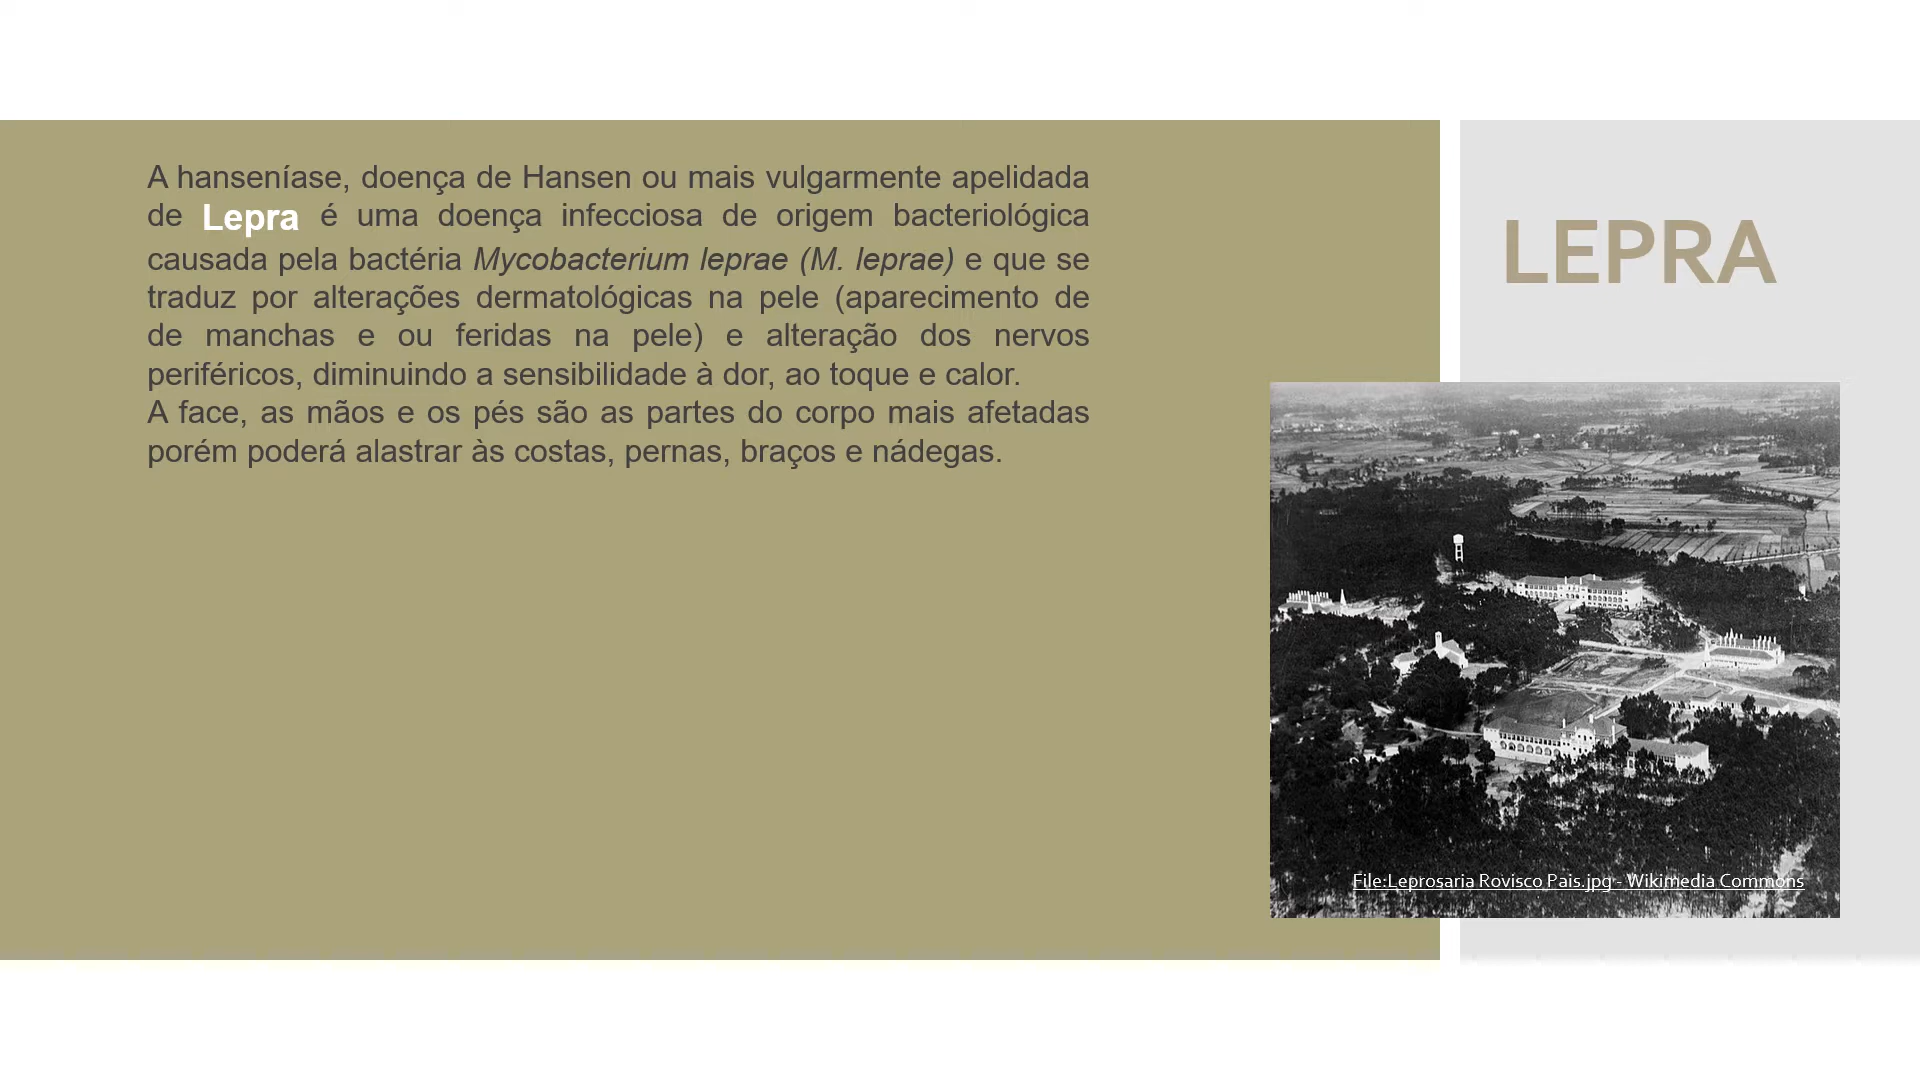 A hanseníase, doença de Hansen ou mais vulgarmente apelidada
de Lepra é uma doença infecciosa de origem bacteriológica
causada pela bactéria Mycobacterium leprae (M. leprae) e que se
traduz por alterações dermatológicas na pele (aparecimento de
de manchas e ou feridas na pele) e alteração dos nervos
periféricos, diminuindo a sensibilidade à dor, ao toque e calor.
A face, as mãos e os pés são as partes do corpo mais afetadas
porém poderá alastrar às costas, pernas, braços e nádegas.
LEPRA
File:Leprosaria Rovisco Pais.jpg - Wikimedia Commons